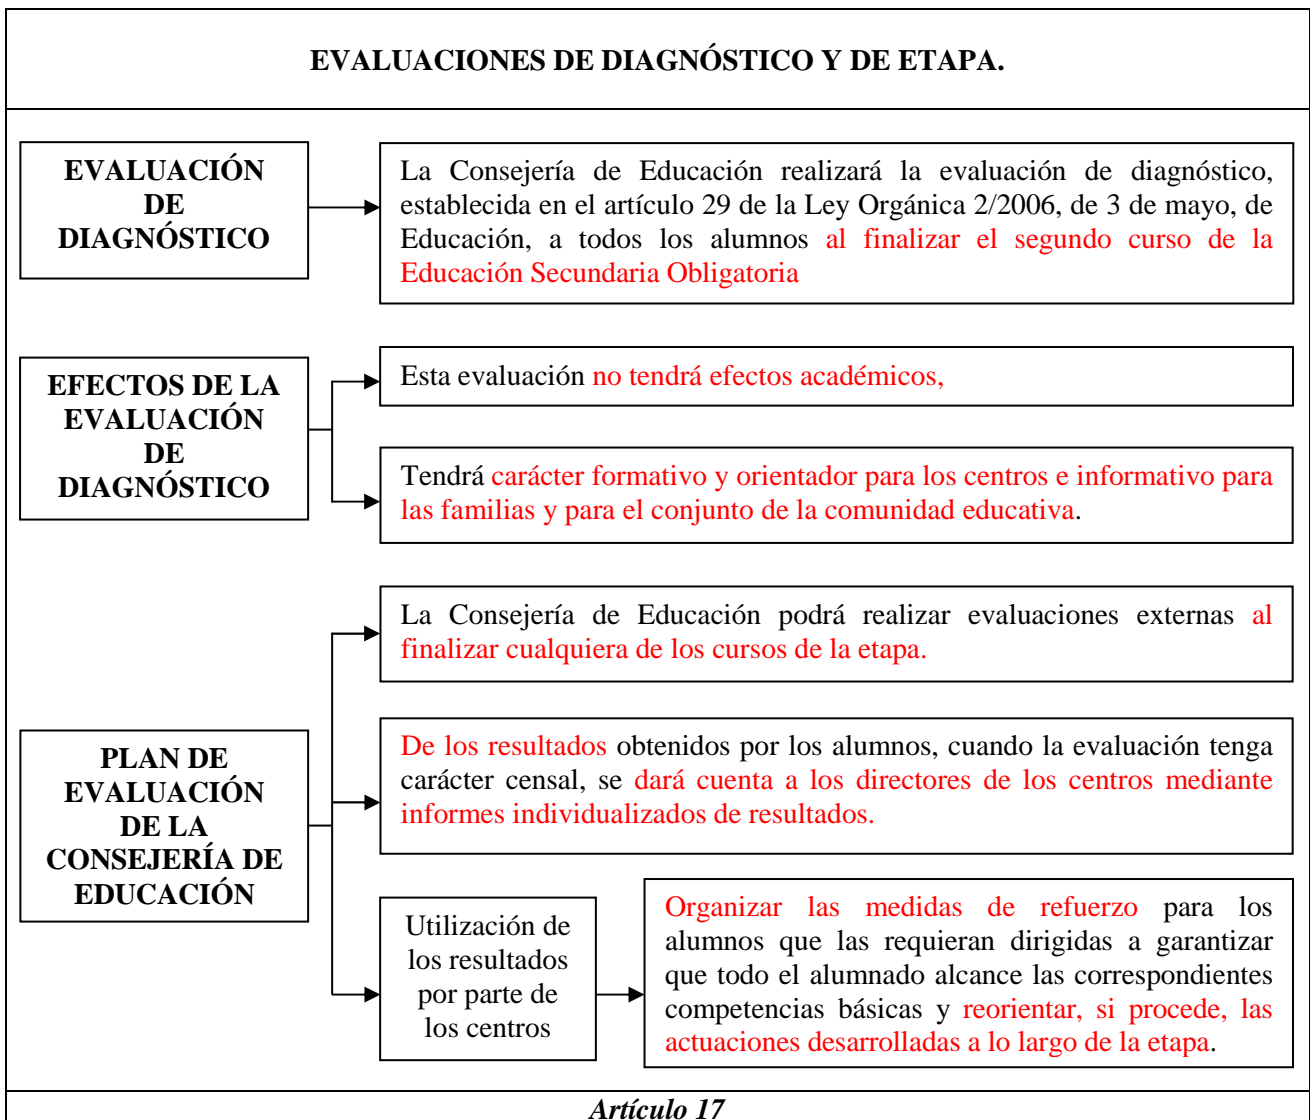 EVALUACIONES DE DIAGNÓSTICO Y DE ETAPA.
EVALUACIÓN
DE
DIAGNÓSTICO
La Consejería de Educación realizará la evaluación de diagnóstico,
establecida en el artículo 29 de la Ley Orgánica 2/2006, de 3 de mayo, de
Educación, a todos los alumnos al finalizar el segundo curso de la
Educación Secundaria Obligatoria
EFECTOS DE LA
EVALUACIÓN
DE
DIAGNÓSTICO
Esta evaluación no tendrá efectos académicos,
Tendrá carácter formativo y orientador para los centros e informativo para
las familias y para el conjunto de la comunidad educativa.
PLAN DE
EVALUACIÓN
DE LA
CONSEJERÍA DE
EDUCACIÓN
La Consejería de Educación podrá realizar evaluaciones externas al
finalizar cualquiera de los cursos de la etapa.
De los resultados obtenidos por los alumnos, cuando la evaluación tenga
carácter censal, se dará cuenta a los directores de los centros mediante
informes individualizados de resultados.
Utilización de
los resultados
por parte de
los centros
Organizar las medidas de refuerzo para los
alumnos que las requieran dirigidas a garantizar
que todo el alumnado alcance las correspondientes
competencias básicas y reorientar, si procede, las
actuaciones desarrolladas a lo largo de la etapa.
Artículo 17